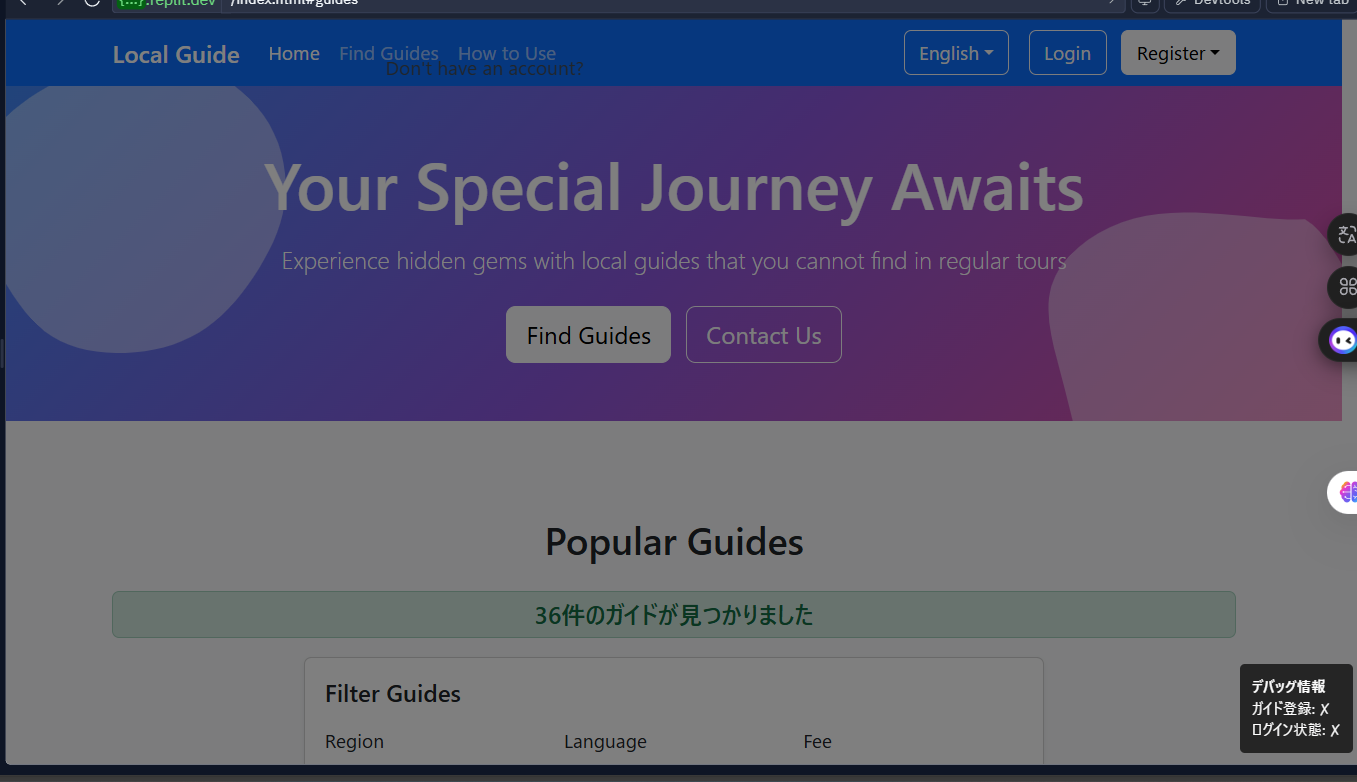 {...}.replit.dev /index.html#guides Devtools New tab
Local Guide Home Find Guides How to Use English Login Register
Don't have an account?
Your Special Journey Awaits
Experience hidden gems with local guides that you cannot find in regular tours
Find Guides Contact Us
Popular Guides
36件のガイドが見つかりました
Filter Guides
Region Language Fee
デバッグ情報
ガイド登録: ✗
ログイン状態: ✗